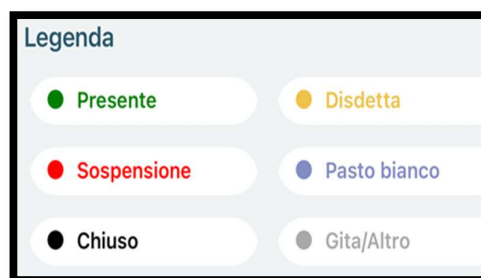 Legenda
Presente
Disdetta
Sospensione
Pasto bianco
Chiuso
Gita/Altro